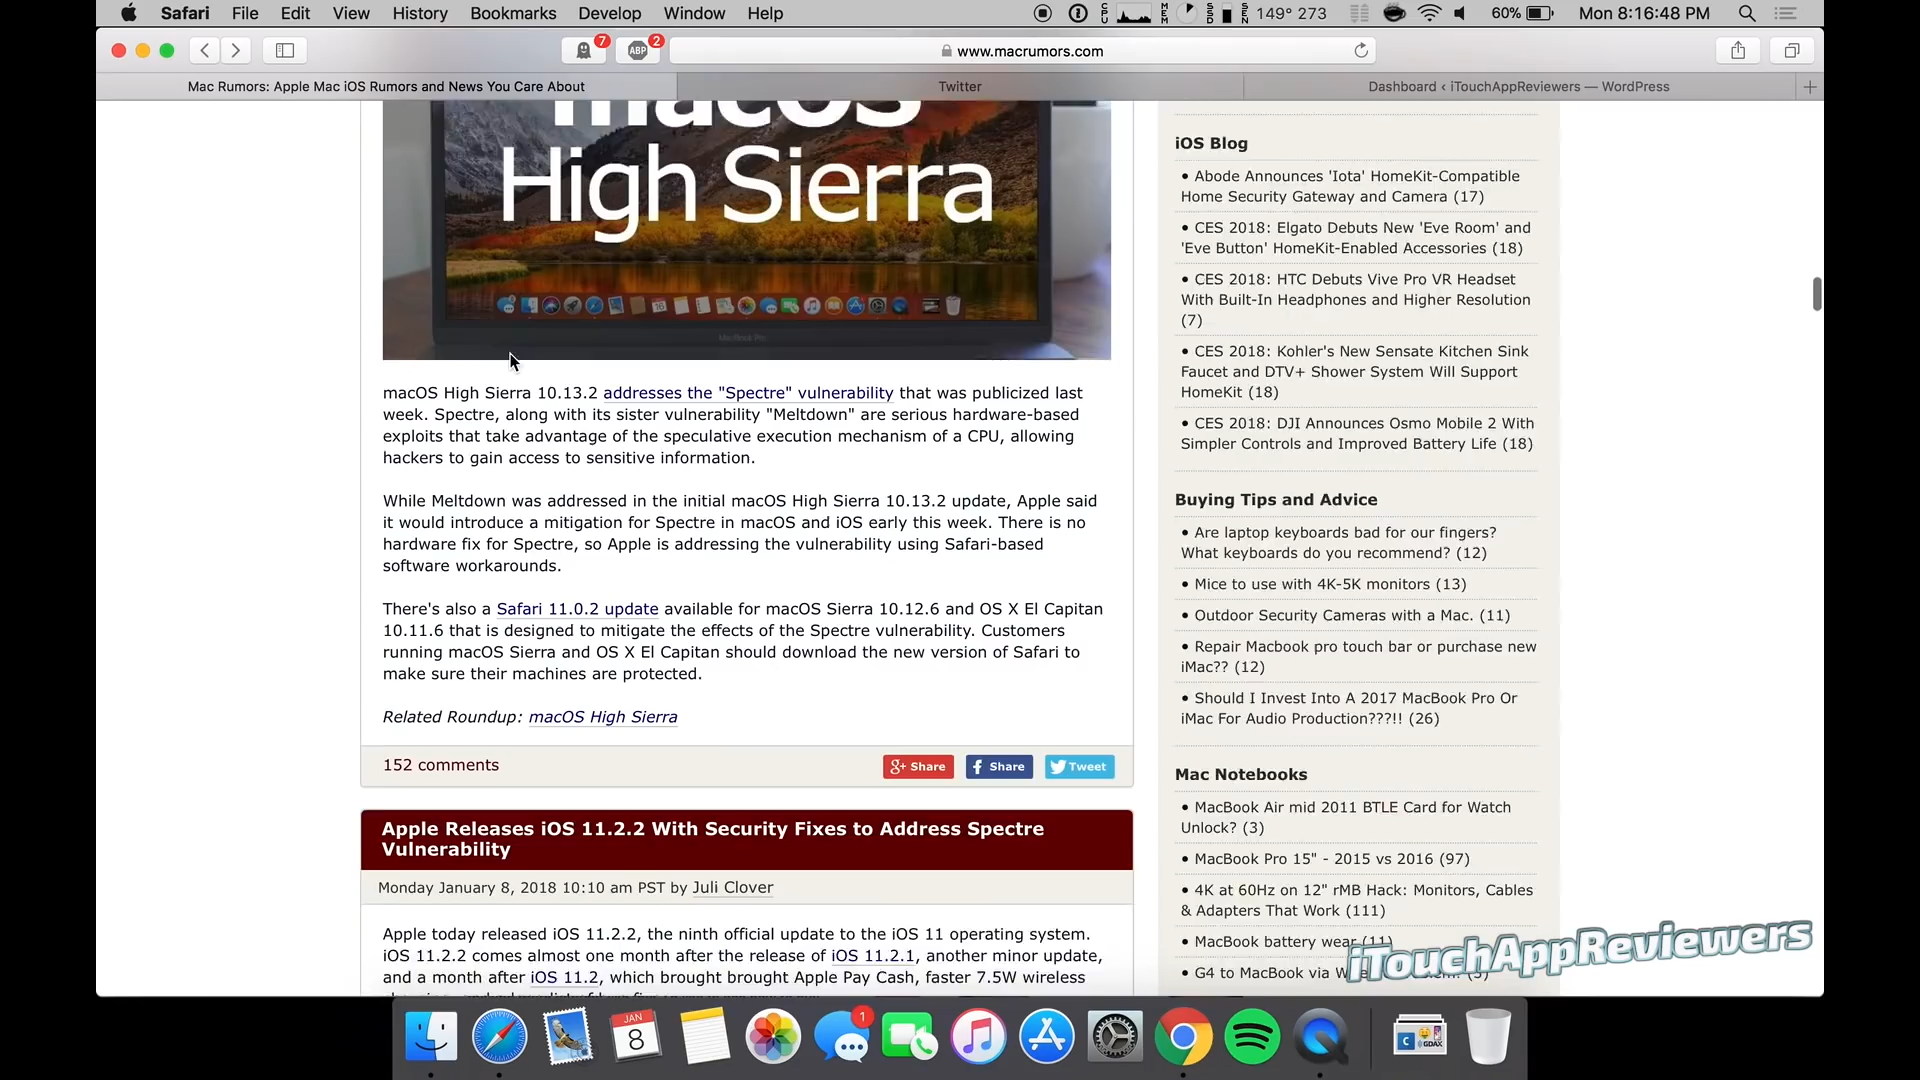 Safari File Edit View History Bookmarks Develop Window Help
CPU MEM SSD SEN 149° 273 60% Mon 8:16:48 PM
7 ABP 2 www.macrumors.com
Mac Rumors: Apple Mac iOS Rumors and News You Care About
Twitter
Dashboard ‹ iTouchAppReviewers — WordPress
macOS
High Sierra
MacBook Pro
macOS High Sierra 10.13.2 addresses the "Spectre" vulnerability that was publicized last
week. Spectre, along with its sister vulnerability "Meltdown" are serious hardware-based
exploits that take advantage of the speculative execution mechanism of a CPU, allowing
hackers to gain access to sensitive information.
While Meltdown was addressed in the initial macOS High Sierra 10.13.2 update, Apple said
it would introduce a mitigation for Spectre in macOS and iOS early this week. There is no
hardware fix for Spectre, so Apple is addressing the vulnerability using Safari-based
software workarounds.
There's also a Safari 11.0.2 update available for macOS Sierra 10.12.6 and OS X El Capitan
10.11.6 that is designed to mitigate the effects of the Spectre vulnerability. Customers
running macOS Sierra and OS X El Capitan should download the new version of Safari to
make sure their machines are protected.
Related Roundup: macOS High Sierra
152 comments
g+ Share
f Share
Tweet
Apple Releases iOS 11.2.2 With Security Fixes to Address Spectre
Vulnerability
Monday January 8, 2018 10:10 am PST by Juli Clover
Apple today released iOS 11.2.2, the ninth official update to the iOS 11 operating system.
iOS 11.2.2 comes almost one month after the release of iOS 11.2.1, another minor update,
and a month after iOS 11.2, which brought brought Apple Pay Cash, faster 7.5W wireless
iOS Blog
• Abode Announces 'Iota' HomeKit-Compatible
Home Security Gateway and Camera (17)
• CES 2018: Elgato Debuts New 'Eve Room' and
'Eve Button' HomeKit-Enabled Accessories (18)
• CES 2018: HTC Debuts Vive Pro VR Headset
With Built-In Headphones and Higher Resolution
(7)
• CES 2018: Kohler's New Sensate Kitchen Sink
Faucet and DTV+ Shower System Will Support
HomeKit (18)
• CES 2018: DJI Announces Osmo Mobile 2 With
Simpler Controls and Improved Battery Life (18)
Buying Tips and Advice
• Are laptop keyboards bad for our fingers?
What keyboards do you recommend? (12)
• Mice to use with 4K-5K monitors (13)
• Outdoor Security Cameras with a Mac. (11)
• Repair Macbook pro touch bar or purchase new
iMac?? (12)
• Should I Invest Into A 2017 MacBook Pro Or
iMac For Audio Production???!! (26)
Mac Notebooks
• MacBook Air mid 2011 BTLE Card for Watch
Unlock? (3)
• MacBook Pro 15" - 2015 vs 2016 (97)
• 4K at 60Hz on 12" rMB Hack: Monitors, Cables
& Adapters That Work (111)
• MacBook battery wear (11)
• G4 to MacBook via
iTouchAppReviewers
JAN
8
1
C GDAX